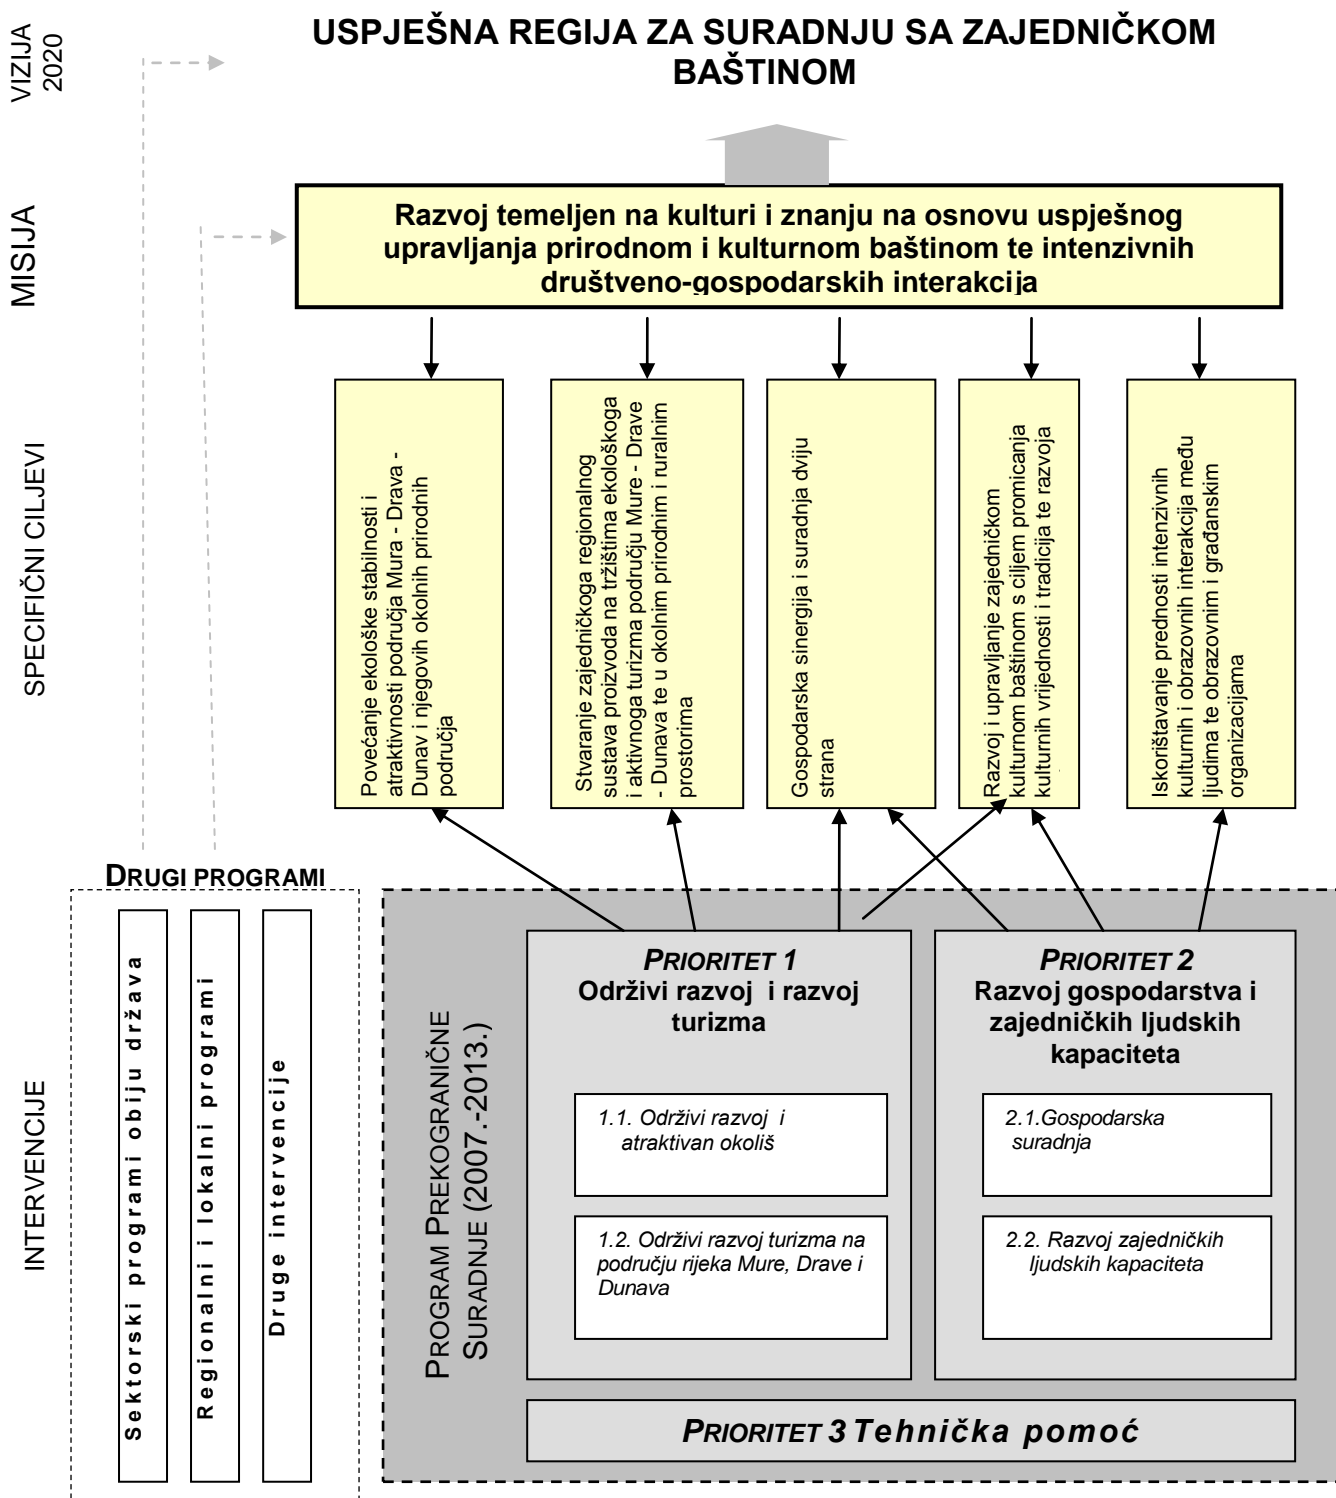 VIZIJA
2020
USPJEŠNA REGIJA ZA SURADNJU SA ZAJEDNIČKOM
BAŠTINOM
MISIJA
Razvoj temeljen na kulturi i znanju na osnovu uspješnog
upravljanja prirodnom i kulturnom baštinom te intenzivnih
društveno-gospodarskih interakcija
SPECIFIČNI CILJEVI
Povećanje ekološke stabilnosti i
atraktivnosti područja Mura - Drava -
Dunav i njegovih okolnih prirodnih
područja
Stvaranje zajedničkoga regionalnog
sustava proizvoda na tržištima ekološkoga
i aktivnoga turizma području Mure - Drave
- Dunava te u okolnim prirodnim i ruralnim
prostorima
Gospodarska sinergija i suradnja dviju
strana
Razvoj i upravljanje zajedničkom
kulturnom baštinom s ciljem promicanja
kulturnih vrijednosti i tradicija te razvoja
Iskorištavanje prednosti intenzivnih
kulturnih i obrazovnih interakcija među
ljudima te obrazovnim i građanskim
organizacijama
INTERVENCIJE
DRUGI PROGRAMI
Sektorski programi obiju država
Regionalni i lokalni programi
Druge intervencije
PROGRAM PREKOGRANIČNE
SURADNJE (2007.-2013.)
PRIORITET 1
Održivi razvoj i razvoj
turizma
1.1. Održivi razvoj i
atraktivan okoliš
1.2. Održivi razvoj turizma na
području rijeka Mure, Drave i
Dunava
PRIORITET 2
Razvoj gospodarstva i
zajedničkih ljudskih
kapaciteta
2.1.Gospodarska
suradnja
2.2. Razvoj zajedničkih
ljudskih kapaciteta
PRIORITET 3 Tehnička pomoć